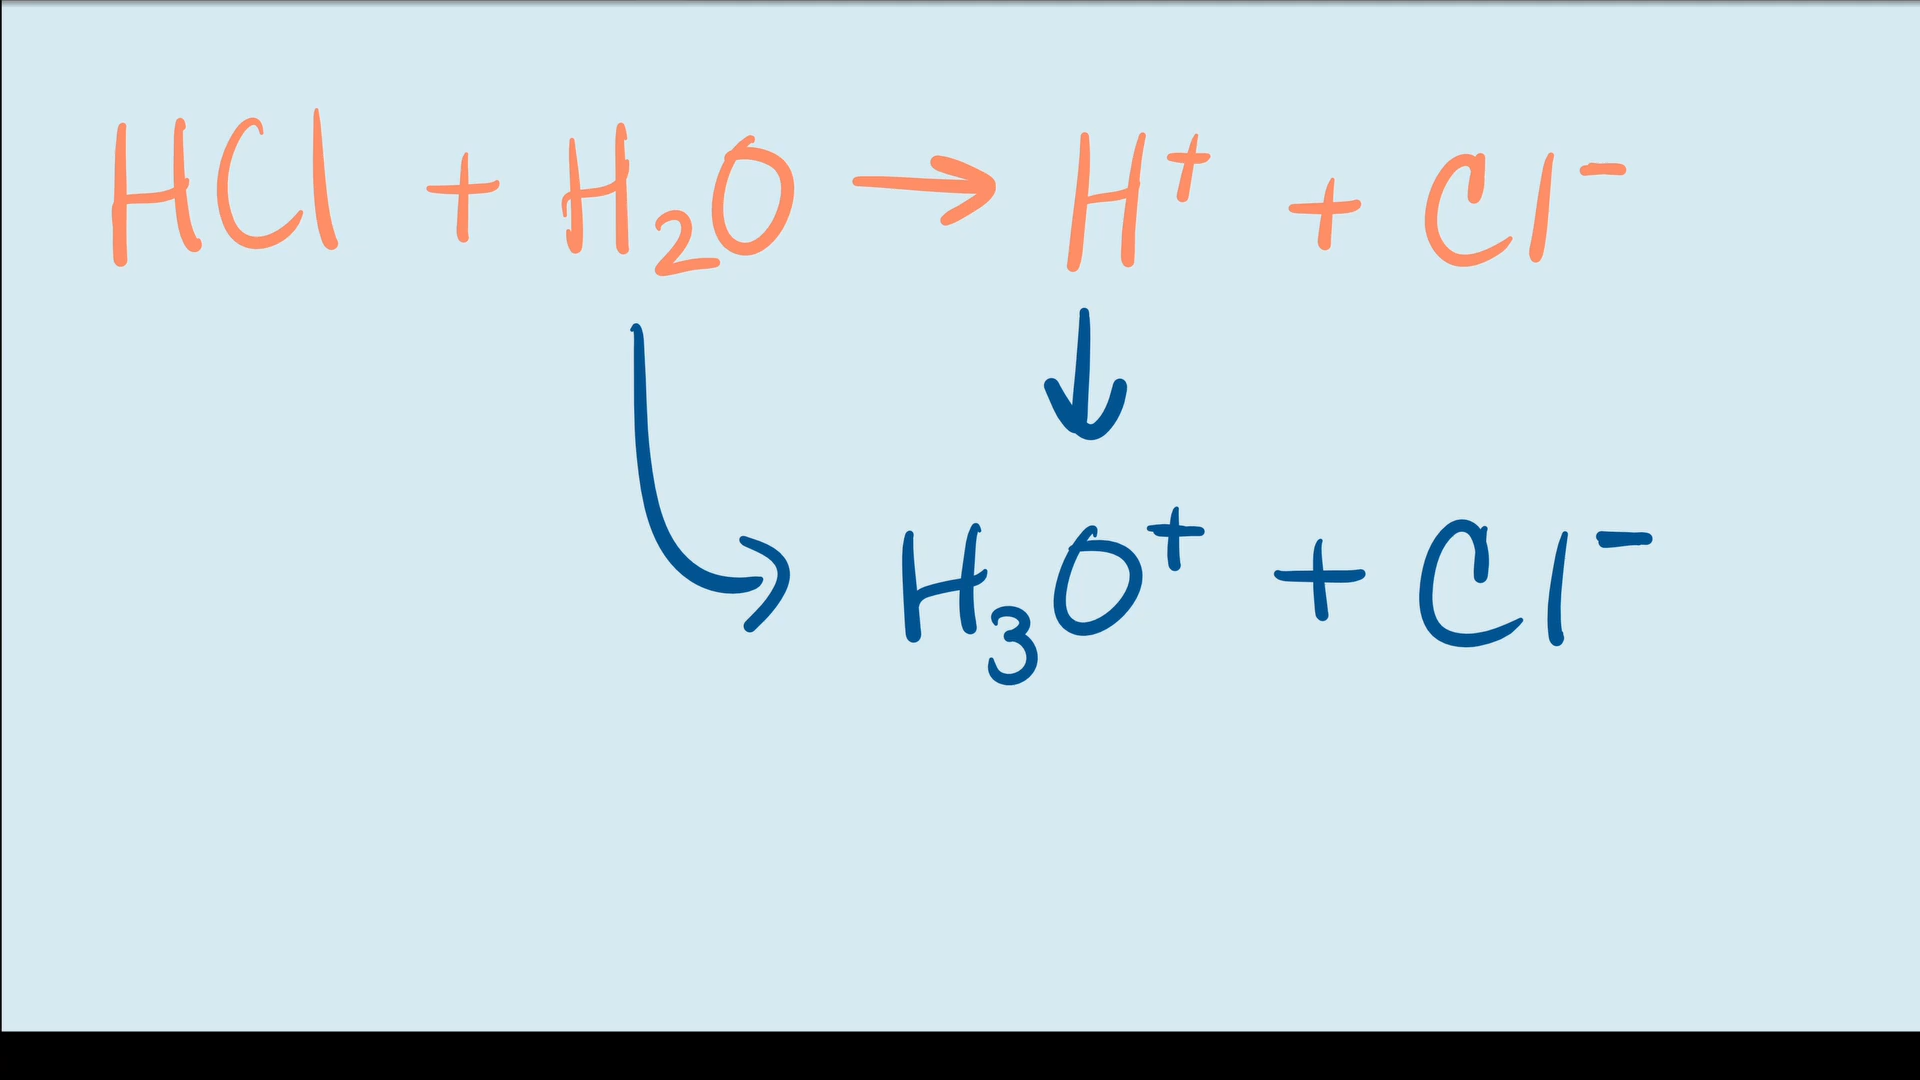 HCl + H₂O → H⁺ + Cl⁻
H₃O⁺ + Cl⁻